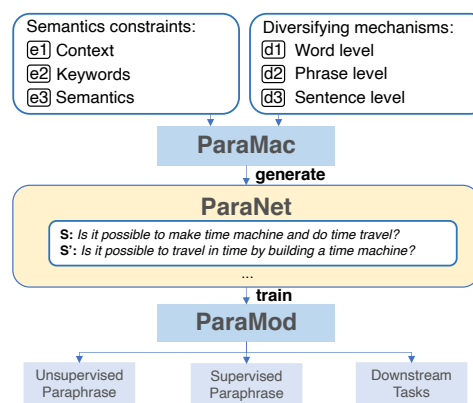 Semantics constraints:
e1 Context
e2 Keywords
e3 Semantics
Diversifying mechanisms:
d1 Word level
d2 Phrase level
d3 Sentence level
ParaMac
generate
ParaNet
S: Is it possible to make time machine and do time travel?
S': Is it possible to travel in time by building a time machine?
...
train
ParaMod
Unsupervised
Paraphrase
Supervised
Paraphrase
Downstream
Tasks